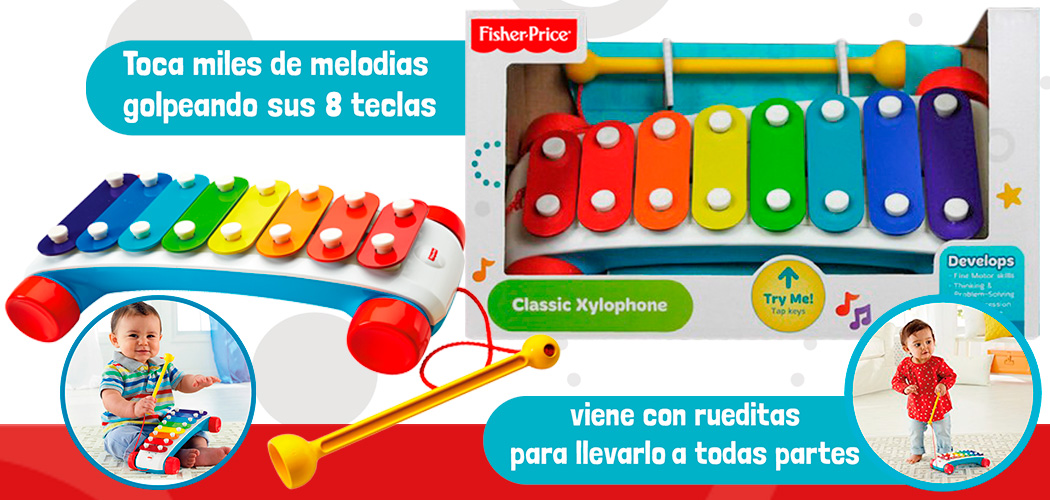 Toca miles de melodias
golpeando sus 8 teclas
Fisher-Price
Develops
Fine Motor skills
Thinking &
Problem-Solving
Try Me!
Tap keys
Classic Xylophone
viene con rueditas
para llevarlo a todas partes